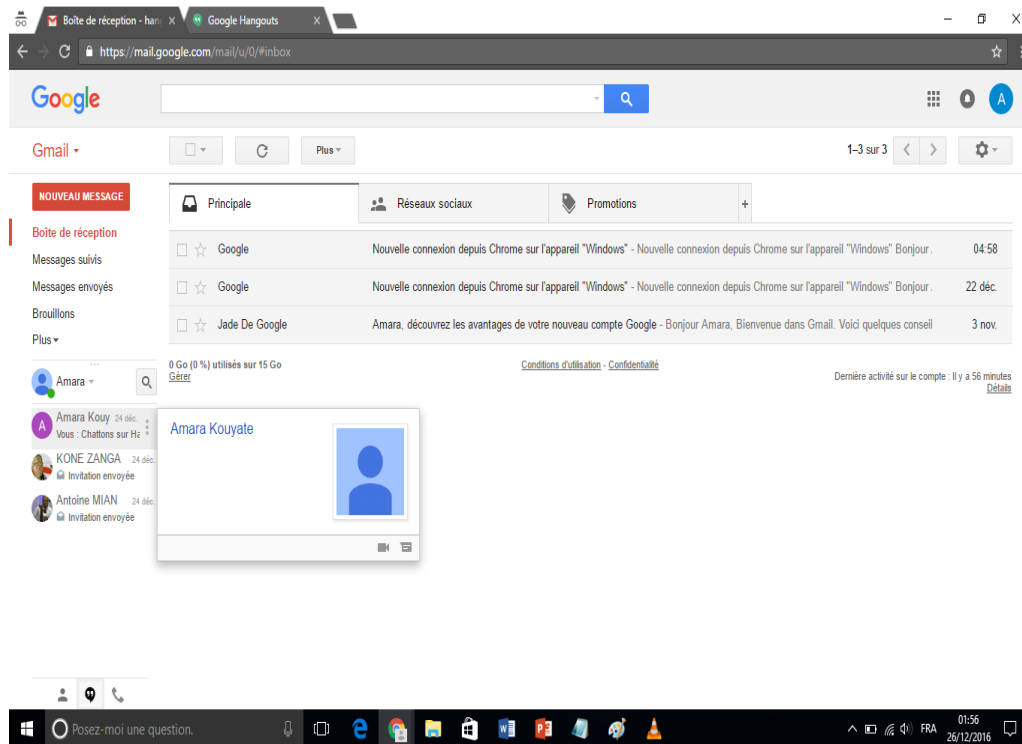 Boîte de réception - han
Google Hangouts
https://mail.google.com/mail/u/0/#inbox
Google
A
Gmail
Plus
1–3 sur 3
NOUVEAU MESSAGE
Principale
Réseaux sociaux
Promotions
+
Boîte de réception
Messages suivis
Messages envoyés
Brouillons
Plus
Google Nouvelle connexion depuis Chrome sur l'appareil "Windows" - Nouvelle connexion depuis Chrome sur l'appareil "Windows" Bonjour. 04:58
Google Nouvelle connexion depuis Chrome sur l'appareil "Windows" - Nouvelle connexion depuis Chrome sur l'appareil "Windows" Bonjour. 22 déc.
Jade De Google Amara, découvrez les avantages de votre nouveau compte Google - Bonjour Amara, Bienvenue dans Gmail. Voici quelques conseil 3 nov.
0 Go (0 %) utilisés sur 15 Go
Gérer
Conditions d'utilisation - Confidentialité
Dernière activité sur le compte : Il y a 56 minutes
Détails
Amara
A
Amara Kouy 24 déc.
Vous : Chattons sur Ha
KONE ZANGA 24 déc.
Invitation envoyée
Antoine MIAN 24 déc.
Invitation envoyée
Amara Kouyate
Posez-moi une question.
FRA
01:56
26/12/2016